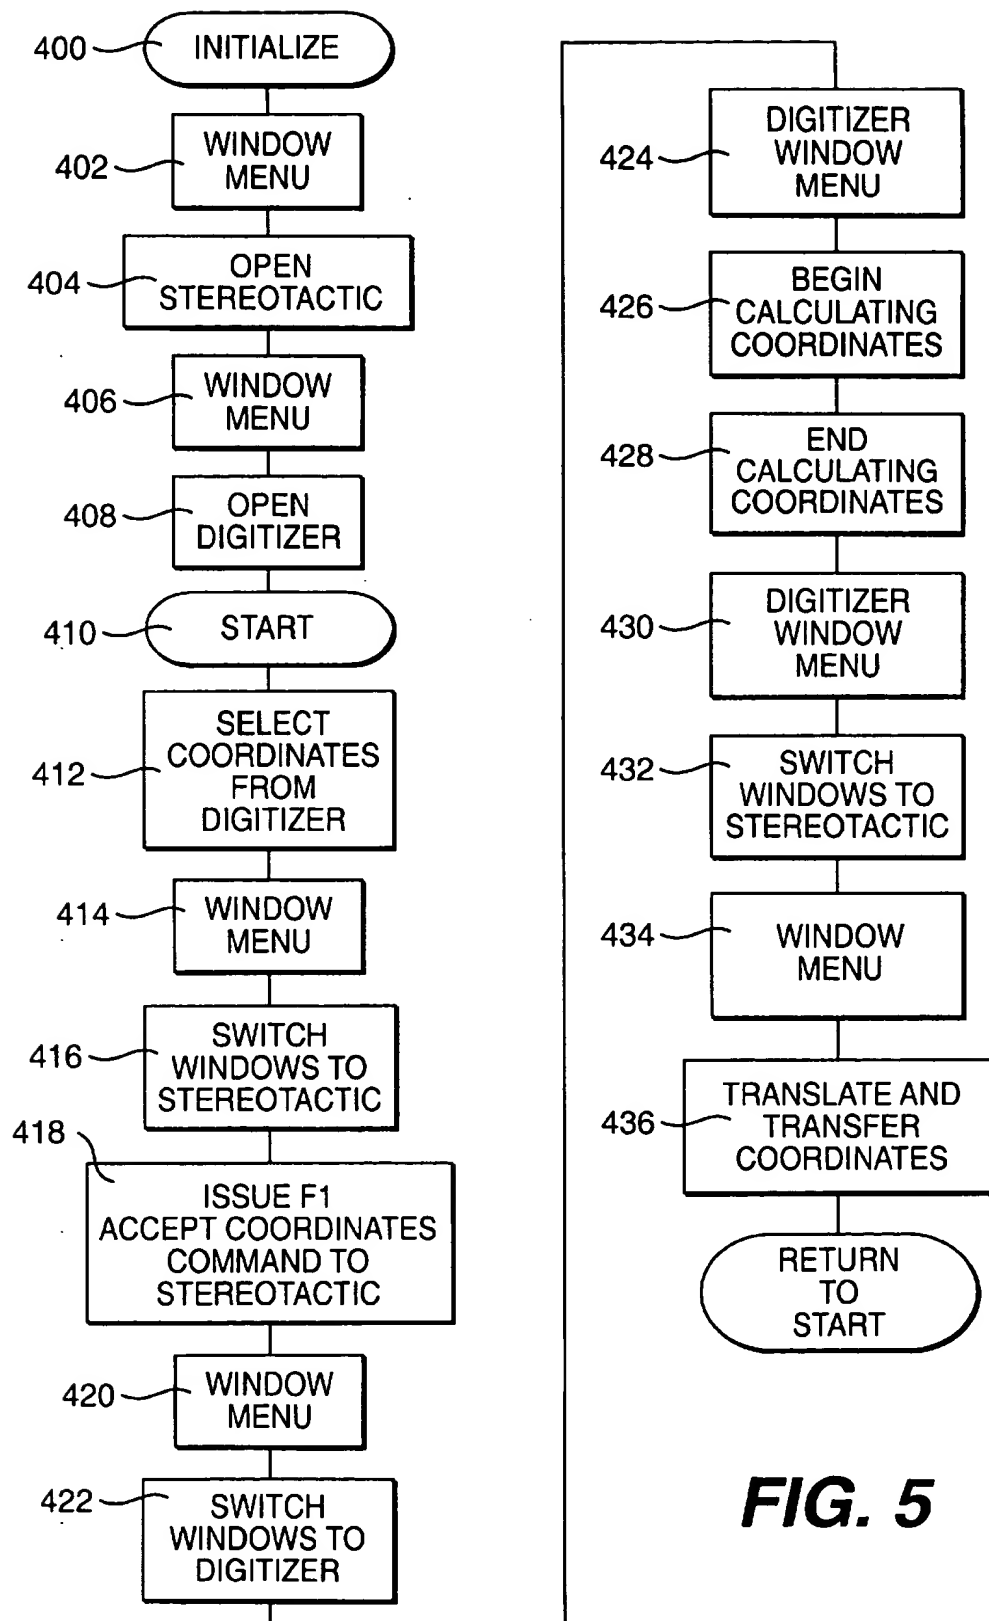 400
INITIALIZE
402
WINDOW
MENU
404
OPEN
STEREOTACTIC
406
WINDOW
MENU
408
OPEN
DIGITIZER
410
START
412
SELECT
COORDINATES
FROM
DIGITIZER
414
WINDOW
MENU
416
SWITCH
WINDOWS TO
STEREOTACTIC
418
ISSUE F1
ACCEPT COORDINATES
COMMAND TO
STEREOTACTIC
420
WINDOW
MENU
422
SWITCH
WINDOWS TO
DIGITIZER
424
DIGITIZER
WINDOW
MENU
426
BEGIN
CALCULATING
COORDINATES
428
END
CALCULATING
COORDINATES
430
DIGITIZER
WINDOW
MENU
432
SWITCH
WINDOWS TO
STEREOTACTIC
434
WINDOW
MENU
436
TRANSLATE AND
TRANSFER
COORDINATES
RETURN
TO
START
FIG. 5